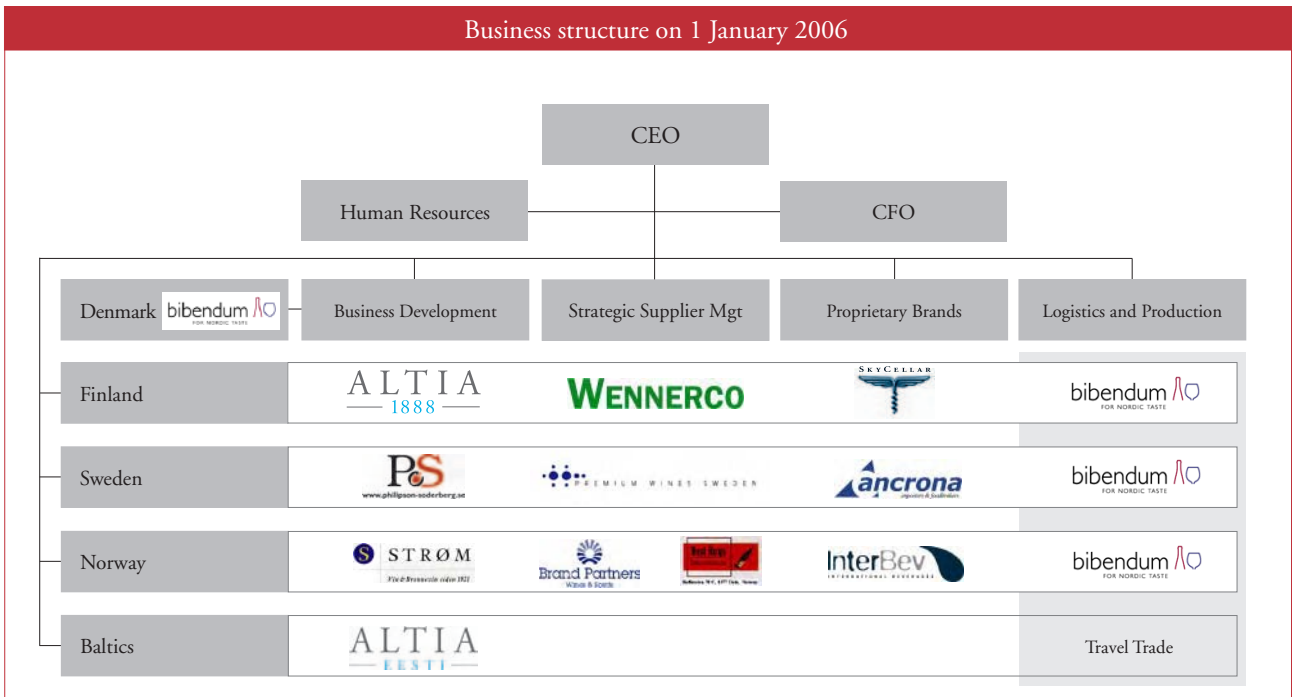 Business structure on 1 January 2006
CEO
Human Resources
CFO
Denmark
bibendum
FOR NORDIC TASTE
Business Development
Strategic Supplier Mgt
Proprietary Brands
Logistics and Production
Finland
ALTIA
1888
WENNERCO
SKYCELLAR
bibendum
FOR NORDIC TASTE
Sweden
P&S
www.philipson-soderberg.se
PREMIUM WINES SWEDEN
ancrona
bibendum
FOR NORDIC TASTE
Norway
S STRØM
Brand Partners
Wines & Spirits
InterBev
INTERNATIONAL BEVERAGES
bibendum
FOR NORDIC TASTE
Baltics
ALTIA
EESTI
Travel Trade